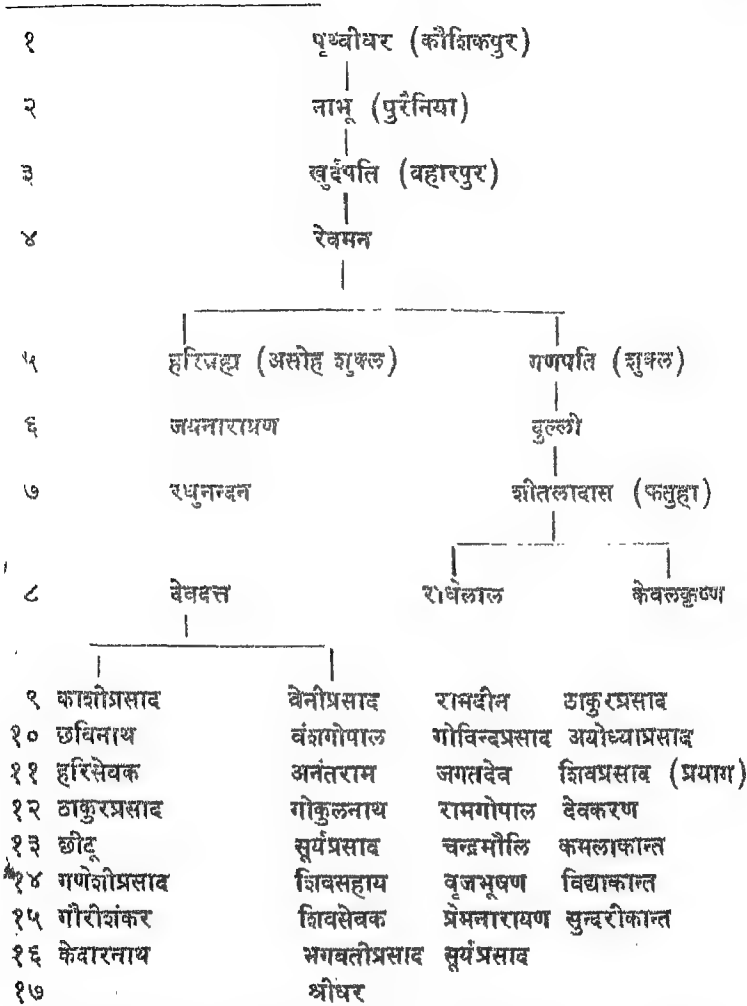 १ पृथ्वीधर (कौशिकपुर)
२ नाभू (पुरैनिया)
३ खुर्दपति (वहारपुर)
४ रेवमन
५ हरिब्रह्म (असोह शुक्ल) गणपति (शुक्ल)
६ जयनारायण दुल्ली
७ रघुनन्दन शीतलादास (फतुहा)
८ देवदत्त राधेलाल केवलकृष्ण
९ काशीप्रसाद वेनीप्रसाद रामदीन ठाकुरप्रसाद
१० छविनाथ वंशगोपाल गोविन्दप्रसाद अयोध्याप्रसाद
११ हरिसेवक अनंतराम जगतदेव शिवप्रसाद (प्रयाग)
१२ ठाकुरप्रसाद गोकुलनाथ रामगोपाल देवकरण
१३ छीटू सूर्यप्रसाद चन्द्रमौलि कमलाकान्त
१४ गणेशीप्रसाद शिवसहाय वृजभूषण विद्याकान्त
१५ गौरीशंकर शिवसेवक प्रेमनारायण सुन्दरीकान्त
१६ केदारनाथ भगवतीप्रसाद सूर्यप्रसाद
१७ श्रीधर